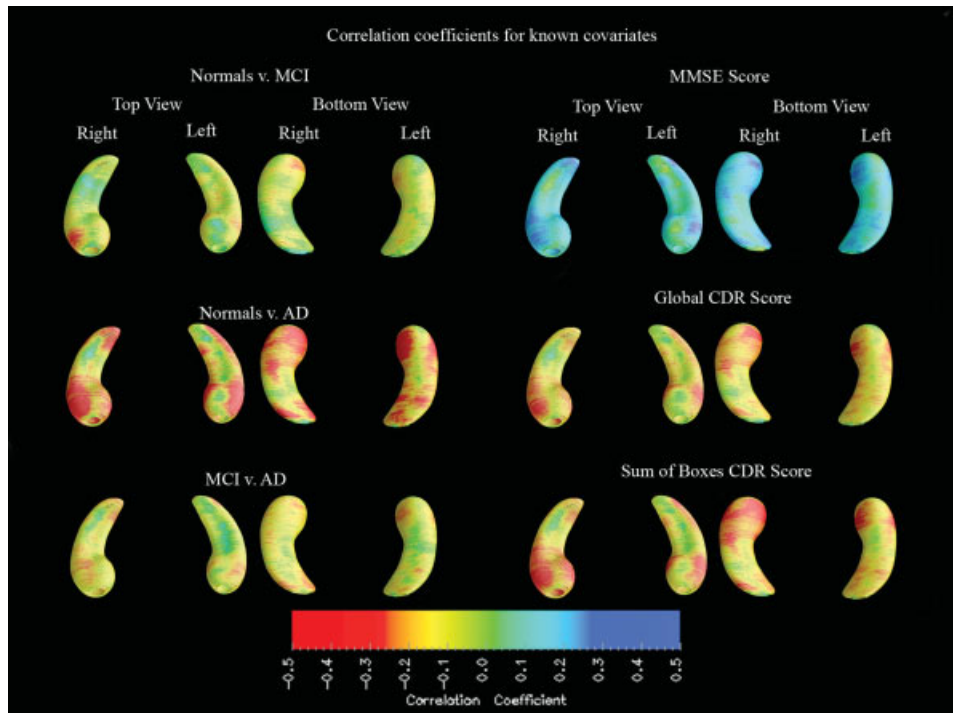 Correlation coefficients for known covariates
Normals v. MCI
Top View Bottom View
Right Left Right Left
MMSE Score
Top View Bottom View
Right Left Right Left
Normals v. AD
Global CDR Score
MCI v. AD
Sum of Boxes CDR Score
-0.5 -0.4 -0.3 -0.2 -0.1 0.0 0.1 0.2 0.3 0.4 0.5
Correlation Coefficient